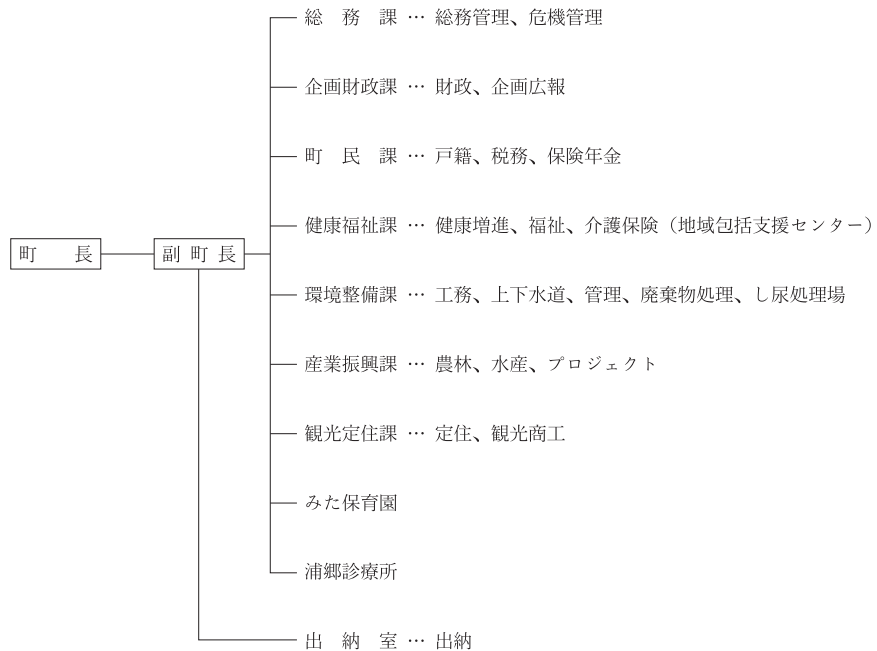 総務課…総務管理、危機管理
企画財政課…財政、企画広報
町民課…戸籍、税務、保険年金
健康福祉課…健康増進、福祉、介護保険（地域包括支援センター）
町長
副町長
環境整備課…工務、上下水道、管理、廃棄物処理、し尿処理場
産業振興課…農林、水産、プロジェクト
観光定住課…定住、観光商工
みた保育園
浦郷診療所
出納室…出納